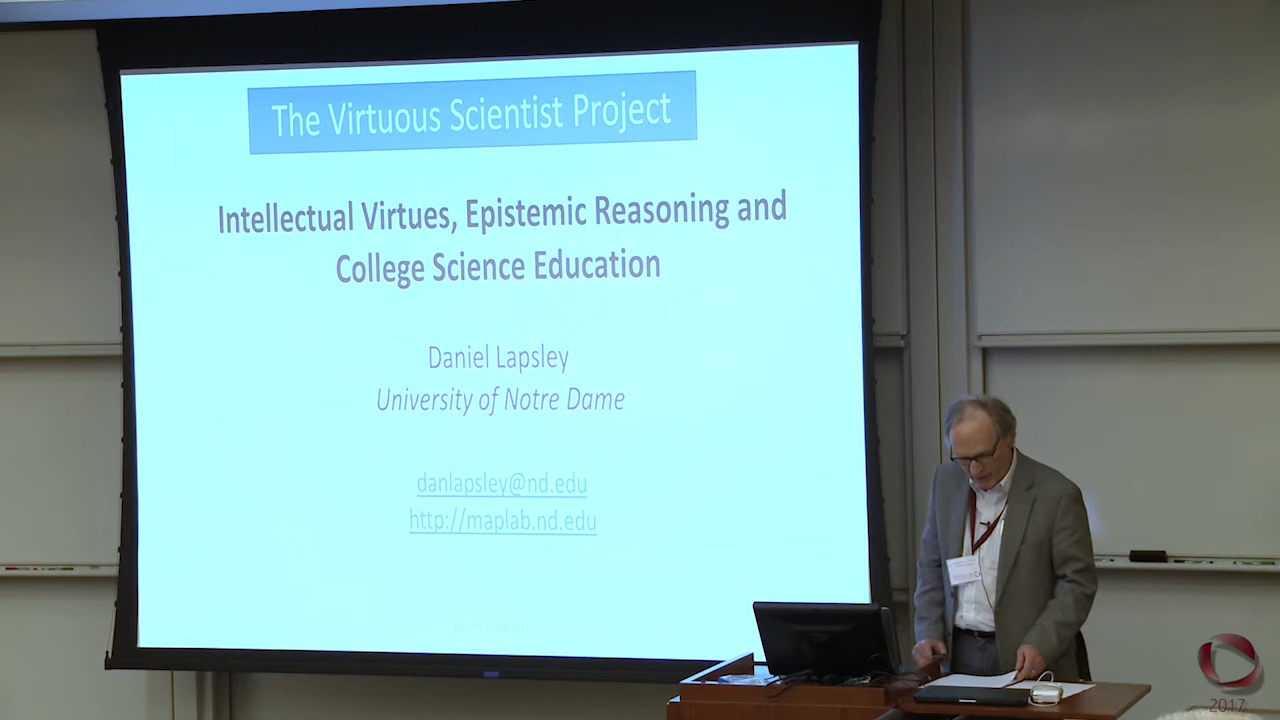 The Virtuous Scientist Project
Intellectual Virtues, Epistemic Reasoning and
College Science Education
Daniel Lapsley
University of Notre Dame
danlapsley@nd.edu
http://maplab.nd.edu
2017